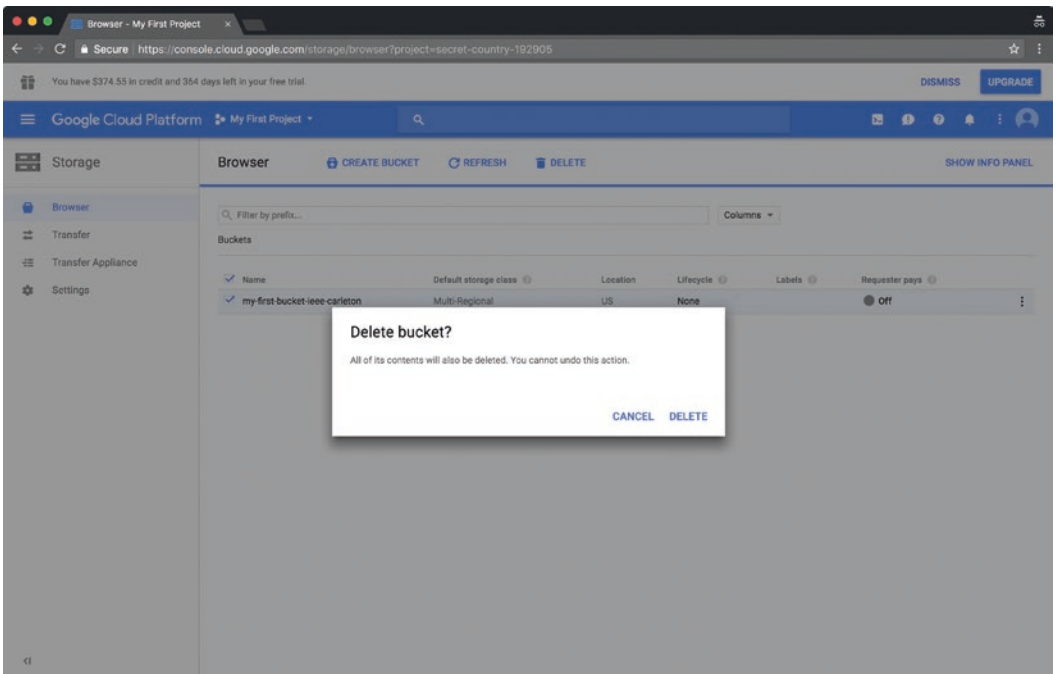 Browser - My First Project
Secure https://console.cloud.google.com/storage/browser?project=secret-country-192905
You have $374.55 in credit and 364 days left in your free trial
DISMISS
UPGRADE
Google Cloud Platform
My First Project
Storage
Browser
CREATE BUCKET
REFRESH
DELETE
SHOW INFO PANEL
Browser
Transfer
Transfer Appliance
Settings
Filter by prefix...
Columns
Buckets
Name Default storage class Location Lifecycle Labels Requester pays
my-first-bucket-ieee-carleton Multi-Regional US None Off
Delete bucket?
All of its contents will also be deleted. You cannot undo this action.
CANCEL DELETE